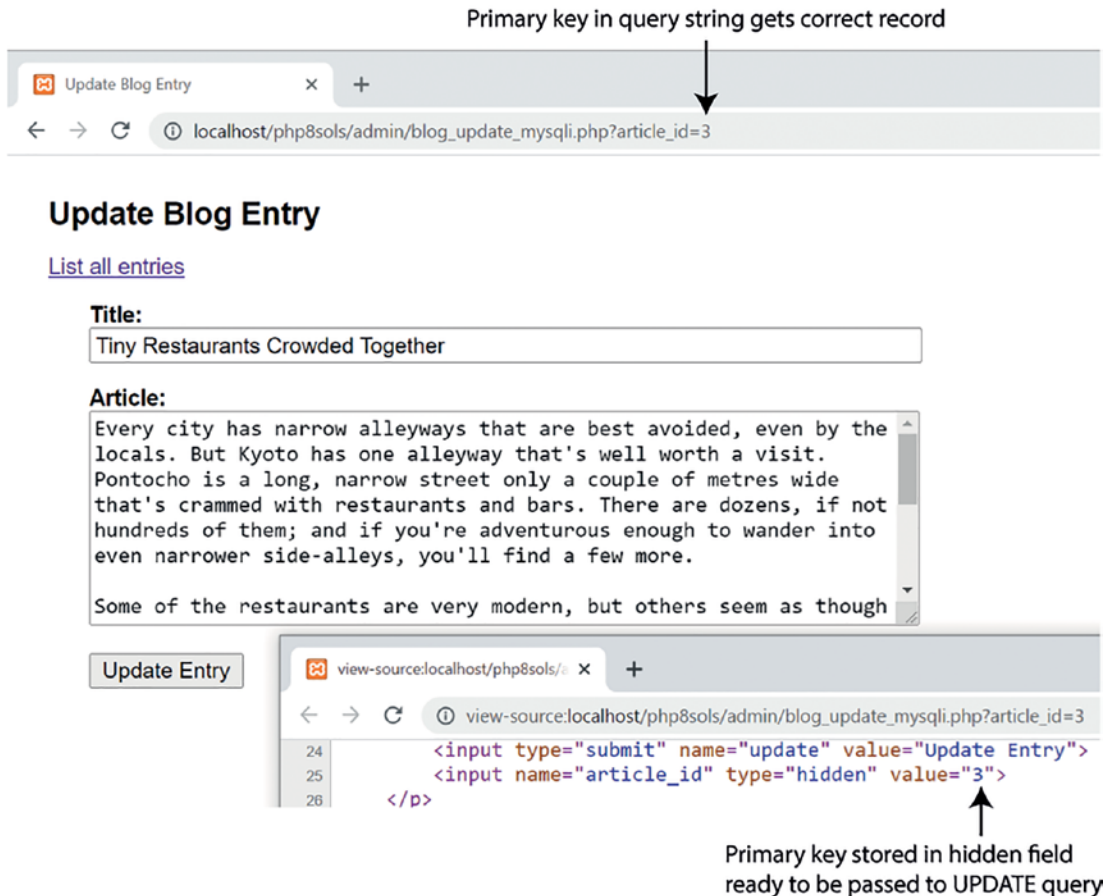 Primary key in query string gets correct record
Update Blog Entry
localhost/php8sols/admin/blog_update_mysqli.php?article_id=3
Update Blog Entry
List all entries
Title:
Tiny Restaurants Crowded Together
Article:
Every city has narrow alleyways that are best avoided, even by the
locals. But Kyoto has one alleyway that's well worth a visit.
Pontocho is a long, narrow street only a couple of metres wide
that's crammed with restaurants and bars. There are dozens, if not
hundreds of them; and if you're adventurous enough to wander into
even narrower side-alleys, you'll find a few more.
Some of the restaurants are very modern, but others seem as though
Update Entry
view-source:localhost/php8sols/a
view-source:localhost/php8sols/admin/blog_update_mysqli.php?article_id=3
24 <input type="submit" name="update" value="Update Entry">
25 <input name="article_id" type="hidden" value="3">
26 </p>
Primary key stored in hidden field
ready to be passed to UPDATE query